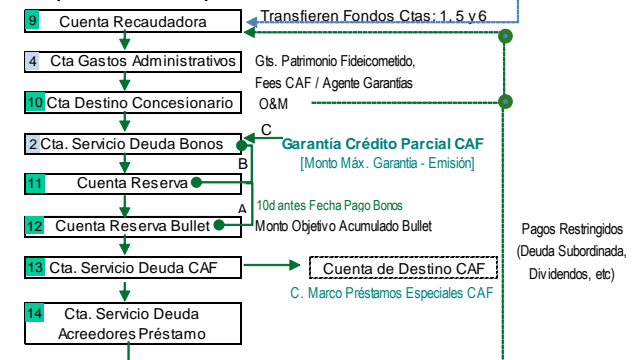 9 Cuenta Recaudadora
Transfieren Fondos Ctas: 1, 5 y 6
4 Cta Gastos Administrativos
Gts. Patrimonio Fideicometido,
Fees CAF / Agente Garantías
10 Cta Destino Concesionario
O&M
C
2 Cta. Servicio Deuda Bonos
Garantía Crédito Parcial CAF
[Monto Máx. Garantía - Emisión]
B
11 Cuenta Reserva
A
10d antes Fecha Pago Bonos
12 Cuenta Reserva Bullet
Monto Objetivo Acumulado Bullet
Pagos Restringidos
(Deuda Subordinada,
Dividendos, etc)
13 Cta. Servicio Deuda CAF
Cuenta de Destino CAF
C. Marco Préstamos Especiales CAF
14 Cta. Servicio Deuda
Acreedores Préstamo